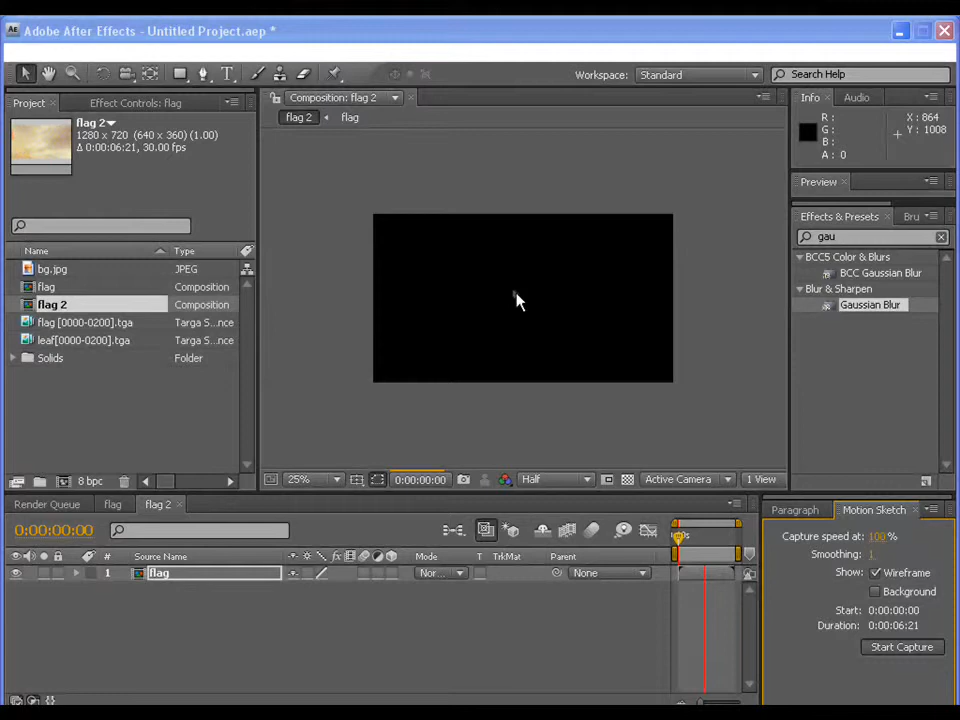 Adobe After Effects - Untitled Project.aep *
Workspace: Standard
Search Help
Project
Effect Controls: flag
Composition: flag 2
Info
Audio
flag 2
1280 x 720 (640 x 360) (1.00)
Δ 0:00:06:21, 30.00 fps
flag 2
flag
R :
G :
B :
A : 0
X : 864
Y : 1008
Preview
Effects & Presets
Bru
gau
BCC5 Color & Blurs
BCC Gaussian Blur
Blur & Sharpen
Gaussian Blur
Name
Type
bg.jpg
JPEG
flag
Composition
flag 2
Composition
flag [0000-0200].tga
Targa S...nce
leaf[0000-0200].tga
Targa S...nce
Solids
Folder
8 bpc
25%
0:00:00:00
Half
Active Camera
1 View
Render Queue
flag
flag 2
0:00:00:00
#
Source Name
fx
Mode
T
TrkMat
Parent
1
flag
Nor...
None
Paragraph
Motion Sketch
Capture speed at: 100 %
Smoothing: 1
Show: Wireframe
Background
Start: 0:00:00:00
Duration: 0:00:06:21
Start Capture